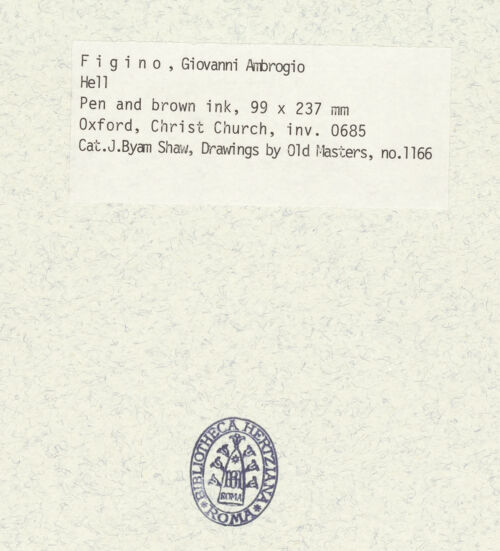 F i g i n o , Giovanni Ambrogio
Hell
Pen and brown ink, 99 x 237 mm
Oxford, Christ Church, inv. 0685
Cat.J.Byam Shaw, Drawings by Old Masters, no.1166
BIBLIOTHECA HERTZIANA
BH
ROMA
* ROMA *